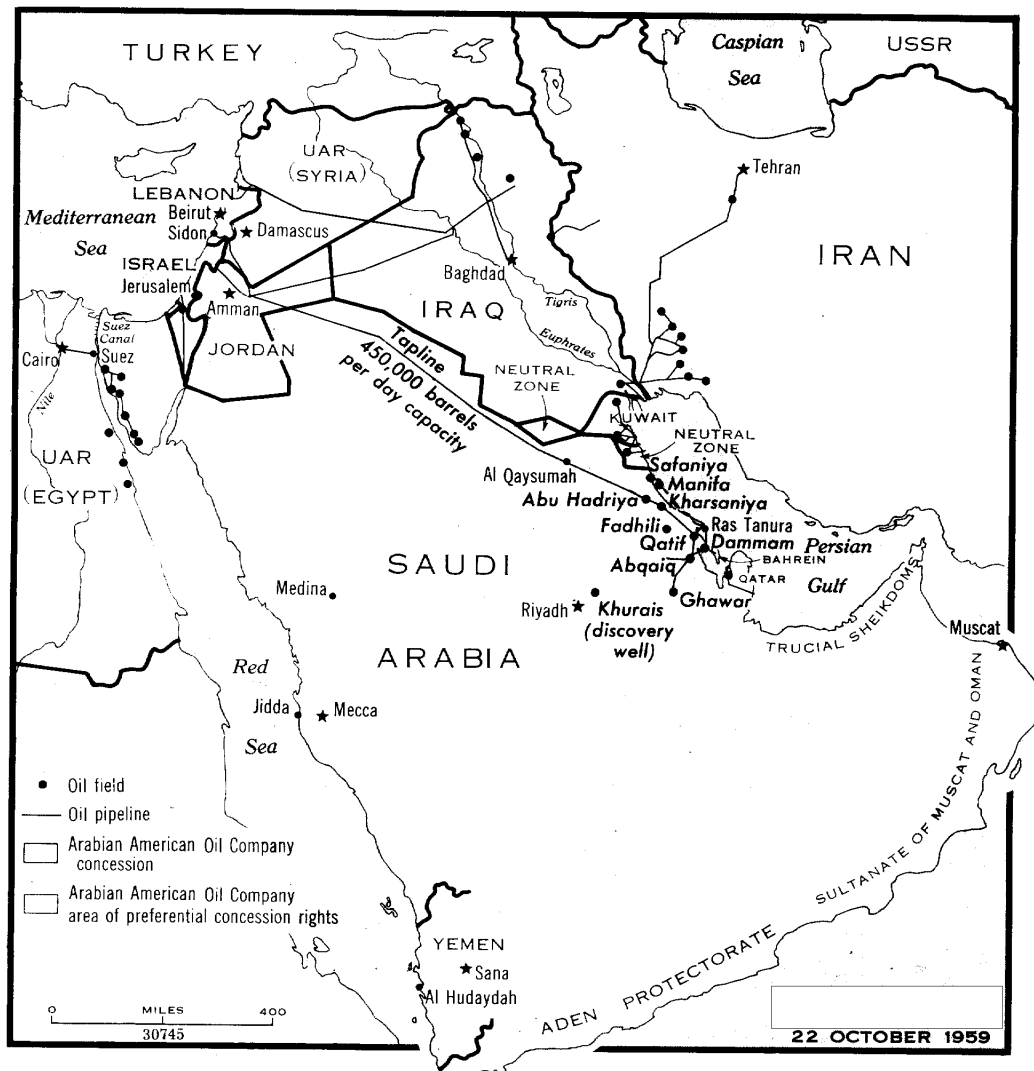 TURKEY
Caspian
Sea
USSR
UAR
(SYRIA)
Tehran
LEBANON
Beirut
Sidon
Damascus
Mediterranean
Sea
ISRAEL
Jerusalem
Amman
Baghdad
IRAN
IRAQ
Tigris
Euphrates
Suez
Canal
Suez
Cairo
Nile
JORDAN
Tapline
450,000 barrels
per day capacity
NEUTRAL
ZONE
KUWAIT
NEUTRAL
ZONE
UAR
(EGYPT)
Al Qaysumah
Safaniya
Manifa
Kharsaniya
Abu Hadriya
Fadhili
Ras Tanura
Qatif
Dammam
Persian
Gulf
Abqaiq
BAHREIN
QATAR
SAUDI
ARABIA
Medina
Riyadh
Khurais
(discovery
well)
Ghawar
TRUCIAL SHEIKDOMS
Muscat
Red
Sea
Jidda
Mecca
SULTANATE OF MUSCAT AND OMAN
Oil field
Oil pipeline
Arabian American Oil Company
concession
Arabian American Oil Company
area of preferential concession rights
YEMEN
Sana
Al Hudaydah
ADEN PROTECTORATE
0 MILES 400
30745
22 OCTOBER 1959